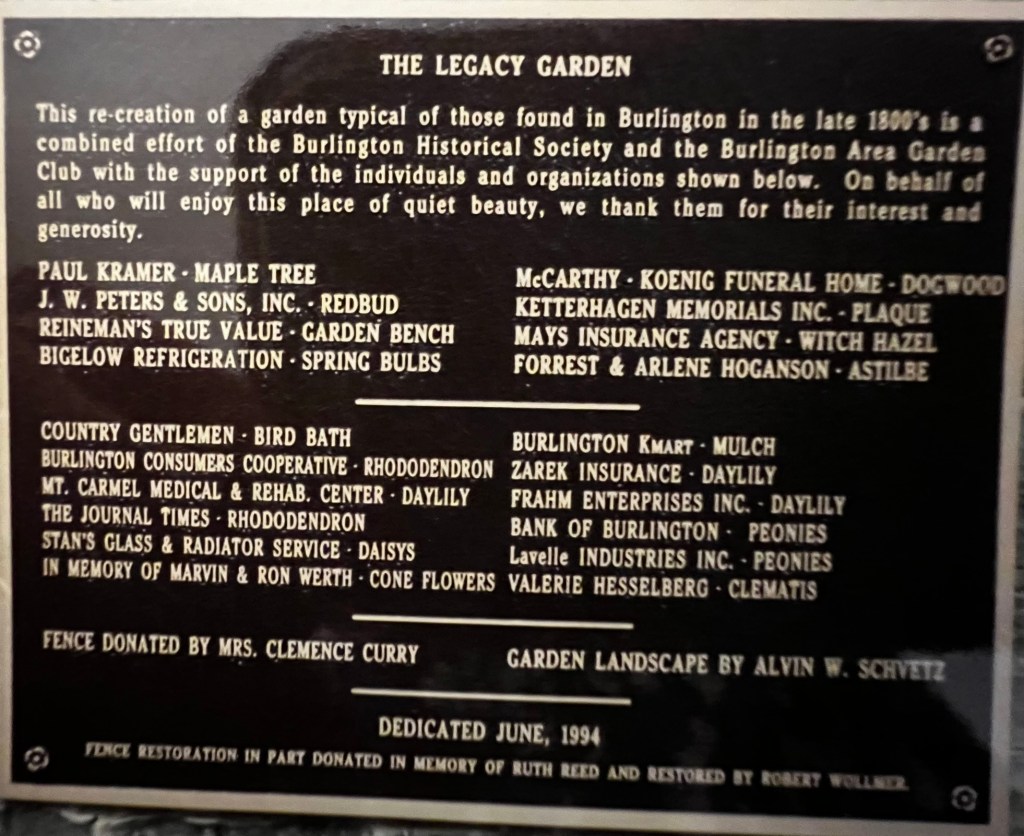 THE LEGACY GARDEN
This re-creation of a garden typical of those found in Burlington in the late 1800's is a
combined effort of the Burlington Historical Society and the Burlington Area Garden
Club with the support of the individuals and organizations shown below. On behalf of
all who will enjoy this place of quiet beauty, we thank them for their interest and
generosity.
PAUL KRAMER · MAPLE TREE
J. W. PETERS & SONS, INC. · REDBUD
REINEMAN'S TRUE VALUE · GARDEN BENCH
BIGELOW REFRIGERATION · SPRING BULBS
McCARTHY · KOENIG FUNERAL HOME · DOGWOOD
KETTERHAGEN MEMORIALS INC. · PLAQUE
MAYS INSURANCE AGENCY · WITCH HAZEL
FORREST & ARLENE HOGANSON · ASTILBE
COUNTRY GENTLEMEN · BIRD BATH
BURLINGTON CONSUMERS COOPERATIVE · RHODODENDRON
MT. CARMEL MEDICAL & REHAB. CENTER · DAYLILY
THE JOURNAL TIMES · RHODODENDRON
STAN'S GLASS & RADIATOR SERVICE · DAISYS
IN MEMORY OF MARVIN & RON WERTH · CONE FLOWERS
BURLINGTON KMART · MULCH
ZAREK INSURANCE · DAYLILY
FRAHM ENTERPRISES INC. · DAYLILY
BANK OF BURLINGTON · PEONIES
Lavelle INDUSTRIES INC. · PEONIES
VALERIE HESSELBERG · CLEMATIS
FENCE DONATED BY MRS. CLEMENCE CURRY
GARDEN LANDSCAPE BY ALVIN W. SCHVETZ
DEDICATED JUNE, 1994
FENCE RESTORATION IN PART DONATED IN MEMORY OF RUTH REED AND RESTORED BY ROBERT WOLLMER